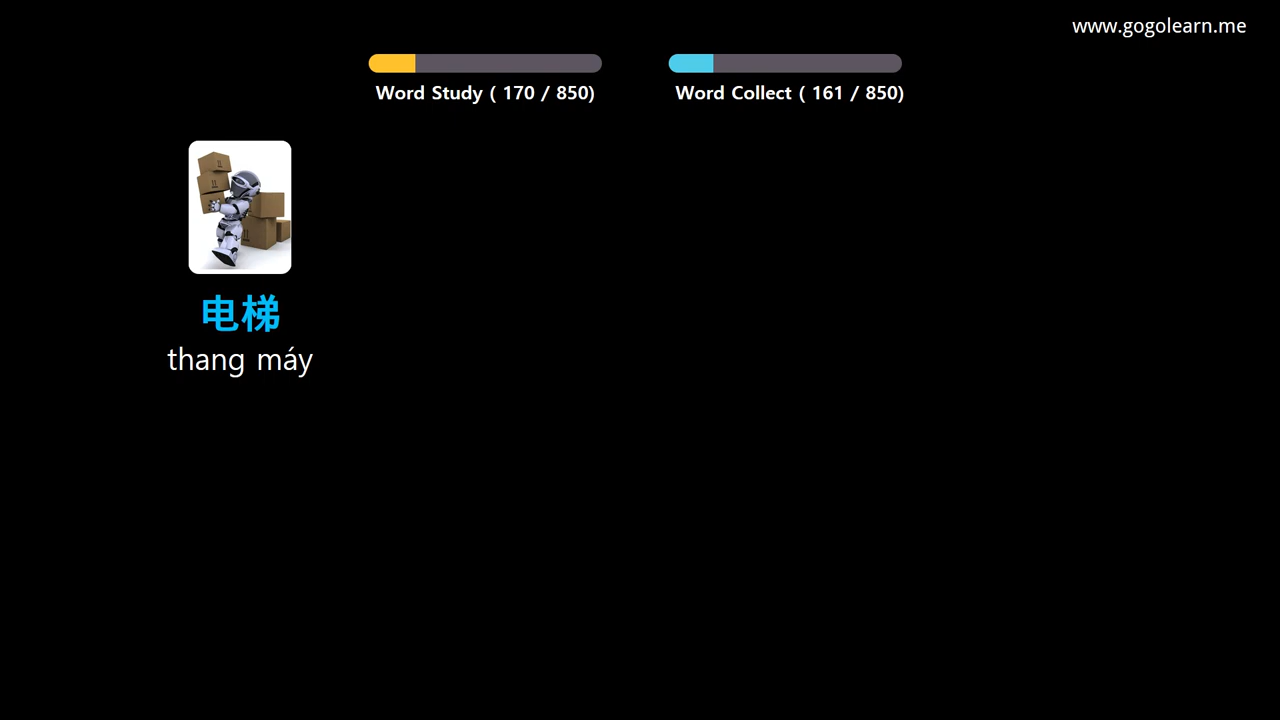 www.gogolearn.me
Word Study ( 170 / 850)
Word Collect ( 161 / 850)
电梯
thang máy